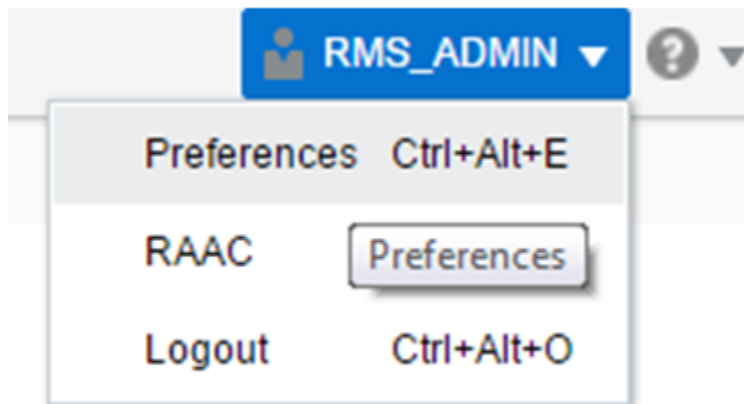 RMS_ADMIN
Preferences Ctrl+Alt+E
RAAC
Preferences
Logout Ctrl+Alt+O